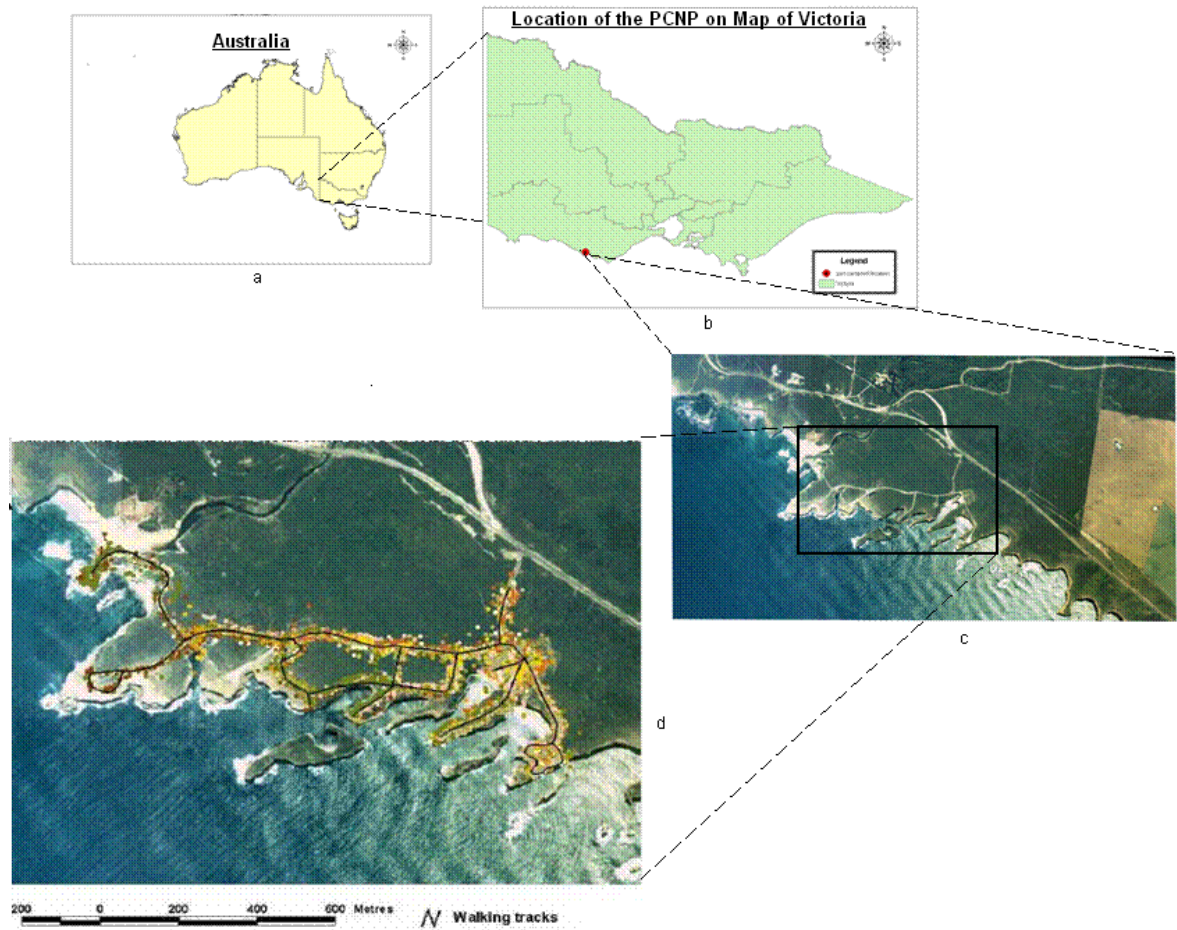 Australia
Location of the PCNP on Map of Victoria
W E
W E
Legend
a
b
c
d
200 0 200 400 600 Metres
N Walking tracks